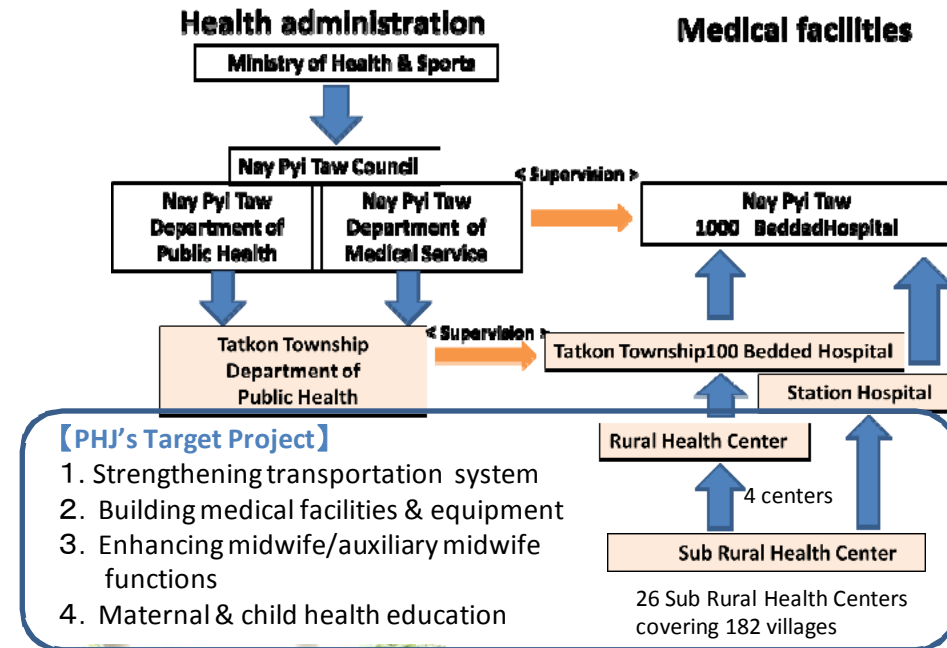 Health administration
Medical facilities
Ministry of Health & Sports
Nay Pyi Taw Council
< Supervision >
Nay Pyi Taw
Department of
Public Health
Nay Pyi Taw
Department of
Medical Service
Nay Pyi Taw
1000 BeddedHospital
< Supervision >
Tatkon Township
Department of
Public Health
Tatkon Township100 Bedded Hospital
Station Hospital
【PHJ's Target Project】
1. Strengthening transportation system
2. Building medical facilities & equipment
3. Enhancing midwife/auxiliary midwife
functions
4. Maternal & child health education
Rural Health Center
4 centers
Sub Rural Health Center
26 Sub Rural Health Centers
covering 182 villages